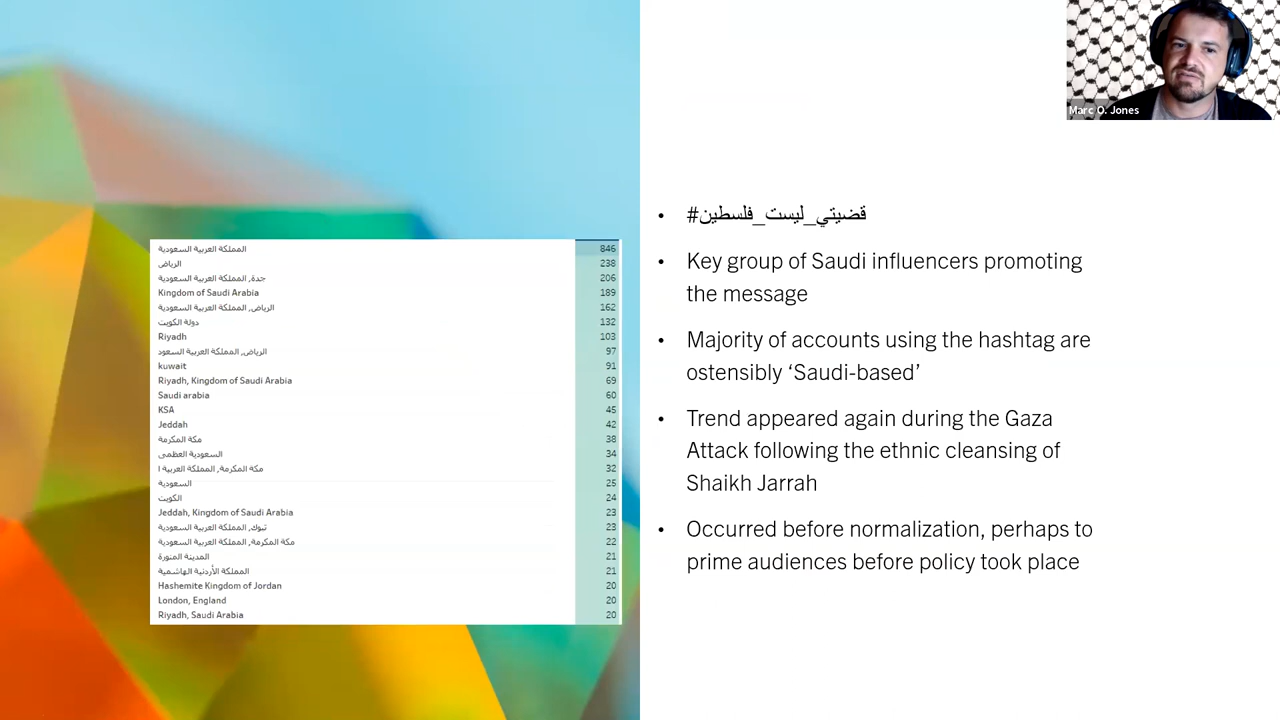 المملكة العربية السعودية 846
الرياض 238
جدة, المملكة العربية السعودية 206
Kingdom of Saudi Arabia 189
الرياض, المملكة العربية السعودية 162
دولة الكويت 132
Riyadh 103
الرياض, المملكة العربية السعود 97
kuwait 91
Riyadh, Kingdom of Saudi Arabia 69
Saudi arabia 60
KSA 45
Jeddah 42
مكة المكرمة 38
السعودية العظمى 34
مكة المكرمة, المملكة العربية ا 32
السعودية 25
الكويت 24
Jeddah, Kingdom of Saudi Arabia 23
تبوك, المملكة العربية السعودية 23
مكة المكرمة, المملكة العربية السعودية 22
المدينة المنورة 21
المملكة الأردنية الهاشمية 21
Hashemite Kingdom of Jordan 20
London, England 20
Riyadh, Saudi Arabia 20
Marc O. Jones
• #قضيتي_ليست_فلسطين
• Key group of Saudi influencers promoting
the message
• Majority of accounts using the hashtag are
ostensibly ‘Saudi-based’
• Trend appeared again during the Gaza
Attack following the ethnic cleansing of
Shaikh Jarrah
• Occurred before normalization, perhaps to
prime audiences before policy took place